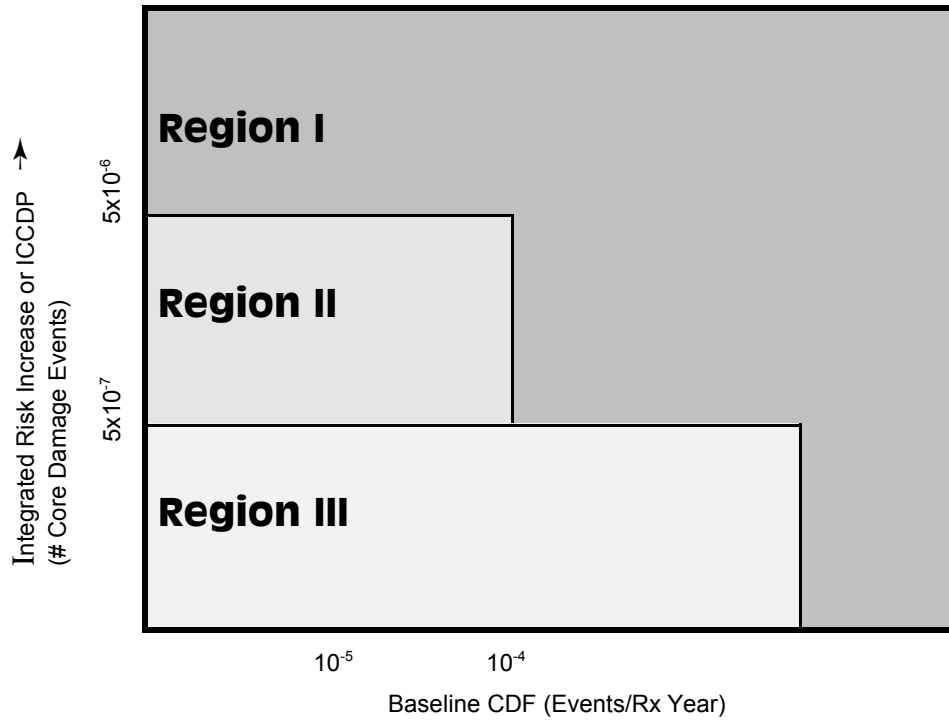 Integrated Risk Increase or ICCDP
(# Core Damage Events)
5x10⁻⁶
5x10⁻⁷
Region I
Region II
Region III
10⁻⁵
10⁻⁴
Baseline CDF (Events/Rx Year)